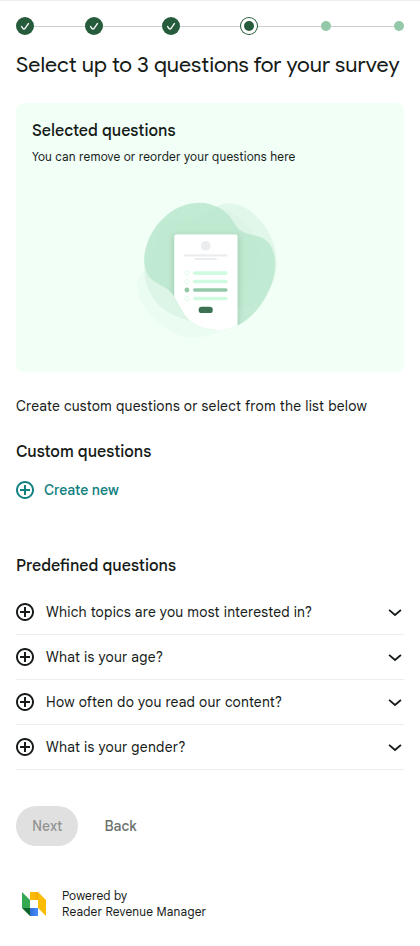 Select up to 3 questions for your survey
Selected questions
You can remove or reorder your questions here
Create custom questions or select from the list below
Custom questions
Create new
Predefined questions
Which topics are you most interested in?
What is your age?
How often do you read our content?
What is your gender?
Next Back
Powered by
Reader Revenue Manager